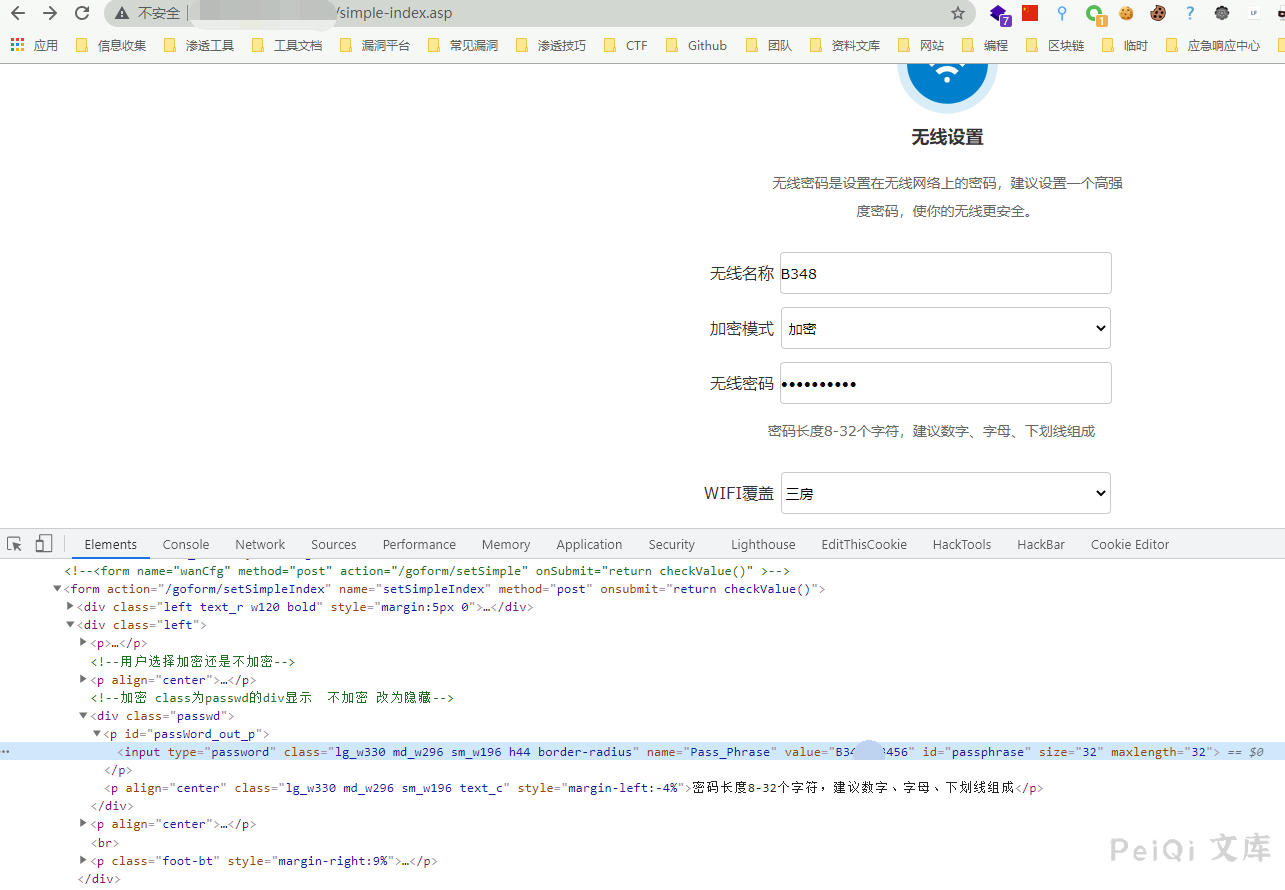 不安全 /simple-index.asp
7 1 ? LF
应用 信息收集 渗透工具 工具文档 漏洞平台 常见漏洞 渗透技巧 CTF Github 团队 资料文库 网站 编程 区块链 临时 应急响应中心
无线设置
无线密码是设置在无线网络上的密码，建议设置一个高强
度密码，使你的无线更安全。
无线名称 B348
加密模式 加密
无线密码 ••••••••••
密码长度8-32个字符，建议数字、字母、下划线组成
WIFI覆盖 三房
Elements Console Network Sources Performance Memory Application Security Lighthouse EditThisCookie HackTools HackBar Cookie Editor
<!--<form name="wanCfg" method="post" action="/goform/setSimple" onSubmit="return checkValue()" >-->
<form action="/goform/setSimpleIndex" name="setSimpleIndex" method="post" onsubmit="return checkValue()">
<div class="left text_r w120 bold" style="margin:5px 0">…</div>
<div class="left">
<p>…</p>
<!--用户选择加密还是不加密-->
<p align="center">…</p>
<!--加密 class为passwd的div显示  不加密 改为隐藏-->
<div class="passwd">
<p id="passWord_out_p">
<input type="password" class="lg_w330 md_w296 sm_w196 h44 border-radius" name="Pass_Phrase" value="B34 3456" id="passphrase" size="32" maxlength="32"> == $0
</p>
<p align="center" class="lg_w330 md_w296 sm_w196 text_c" style="margin-left:-4%">密码长度8-32个字符，建议数字、字母、下划线组成</p>
</div>
<p align="center">…</p>
<br>
<p class="foot-bt" style="margin-right:9%">…</p>
</div>
PeiQi 文库